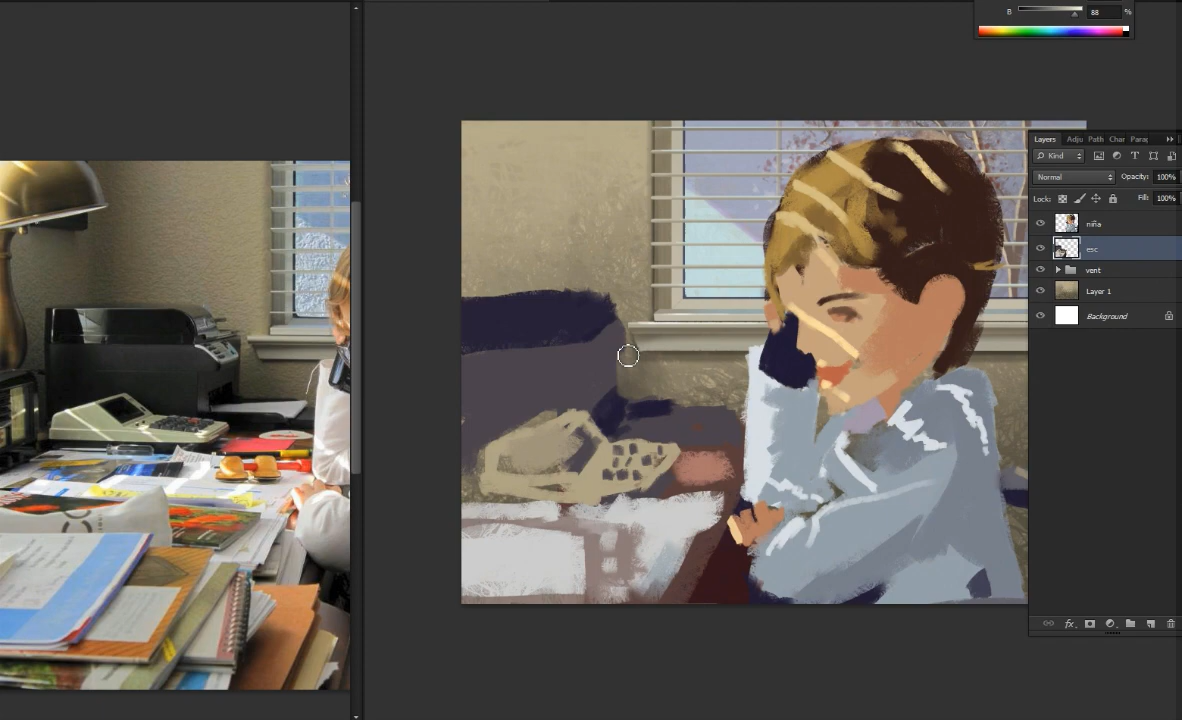 B 88 %
Layers Adju Path Char Para
Kind
Normal Opacity: 100%
Lock: Fill: 100%
niña
esc
vent
Layer 1
Background
fx